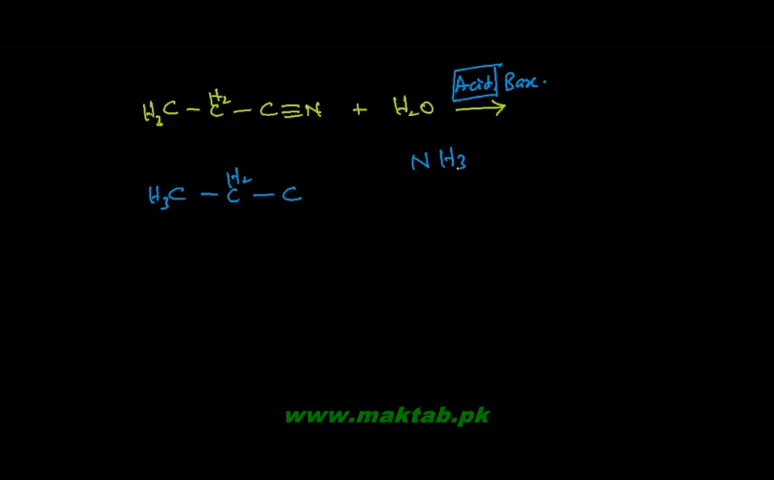 Acid, Base.
H₃C – CH₂ – C≡N + H₂O →
NH3
H₃C – CH₂ – C
www.maktab.pk